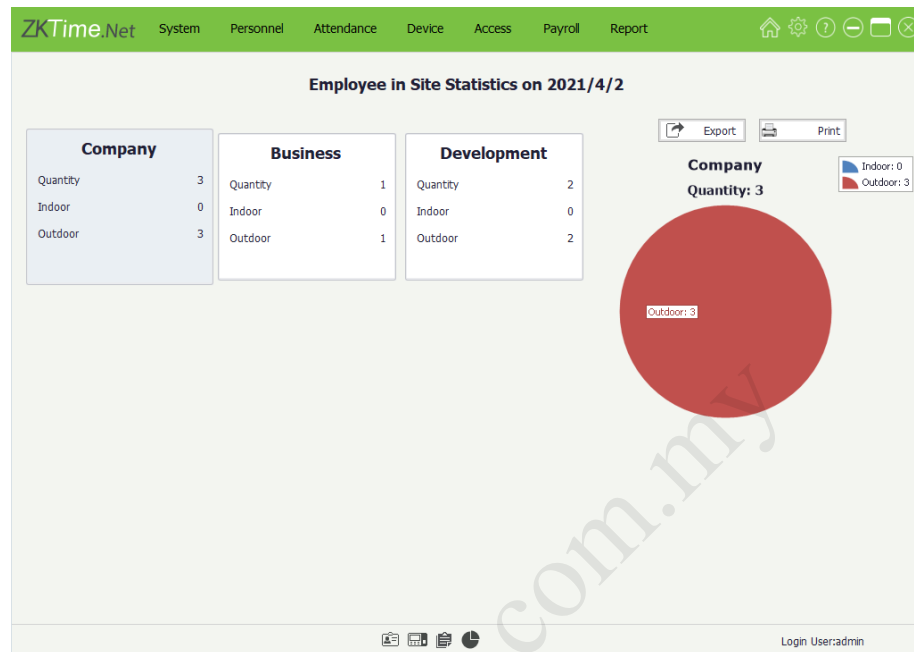 ZKTime.Net System Personnel Attendance Device Access Payroll Report
Employee in Site Statistics on 2021/4/2
Export Print
Company
Quantity 3
Indoor 0
Outdoor 3
Business
Quantity 1
Indoor 0
Outdoor 1
Development
Quantity 2
Indoor 0
Outdoor 2
Company
Quantity: 3
Indoor: 0
Outdoor: 3
Outdoor: 3
com.my
Login User:admin